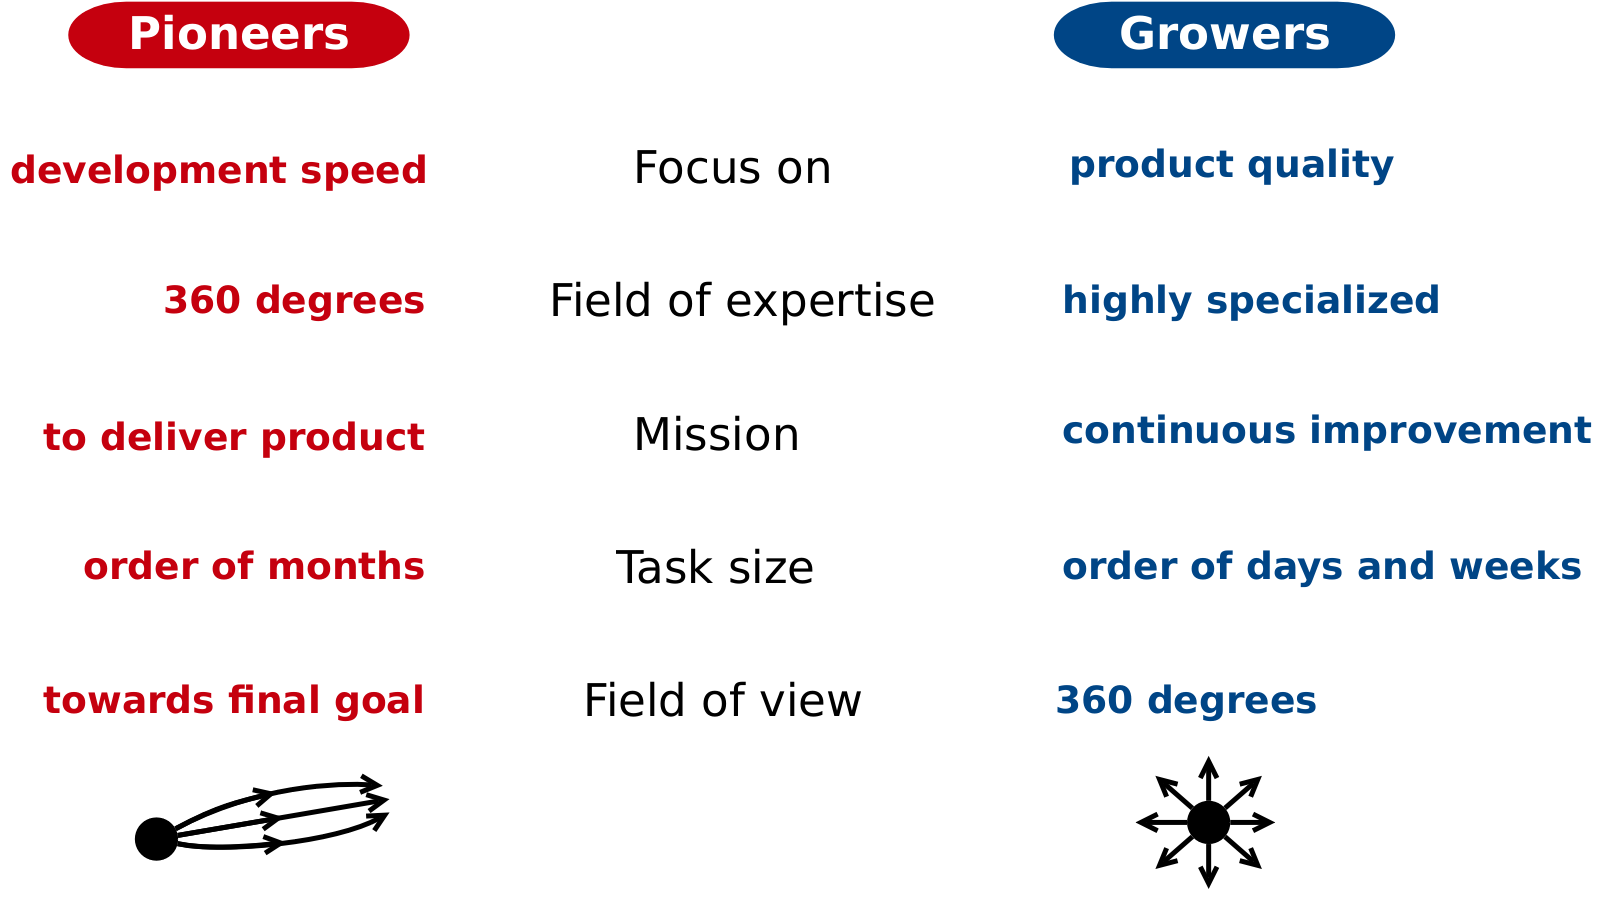 Pioneers Growers
development speed Focus on product quality
360 degrees Field of expertise highly specialized
to deliver product Mission continuous improvement
order of months Task size order of days and weeks
towards final goal Field of view 360 degrees